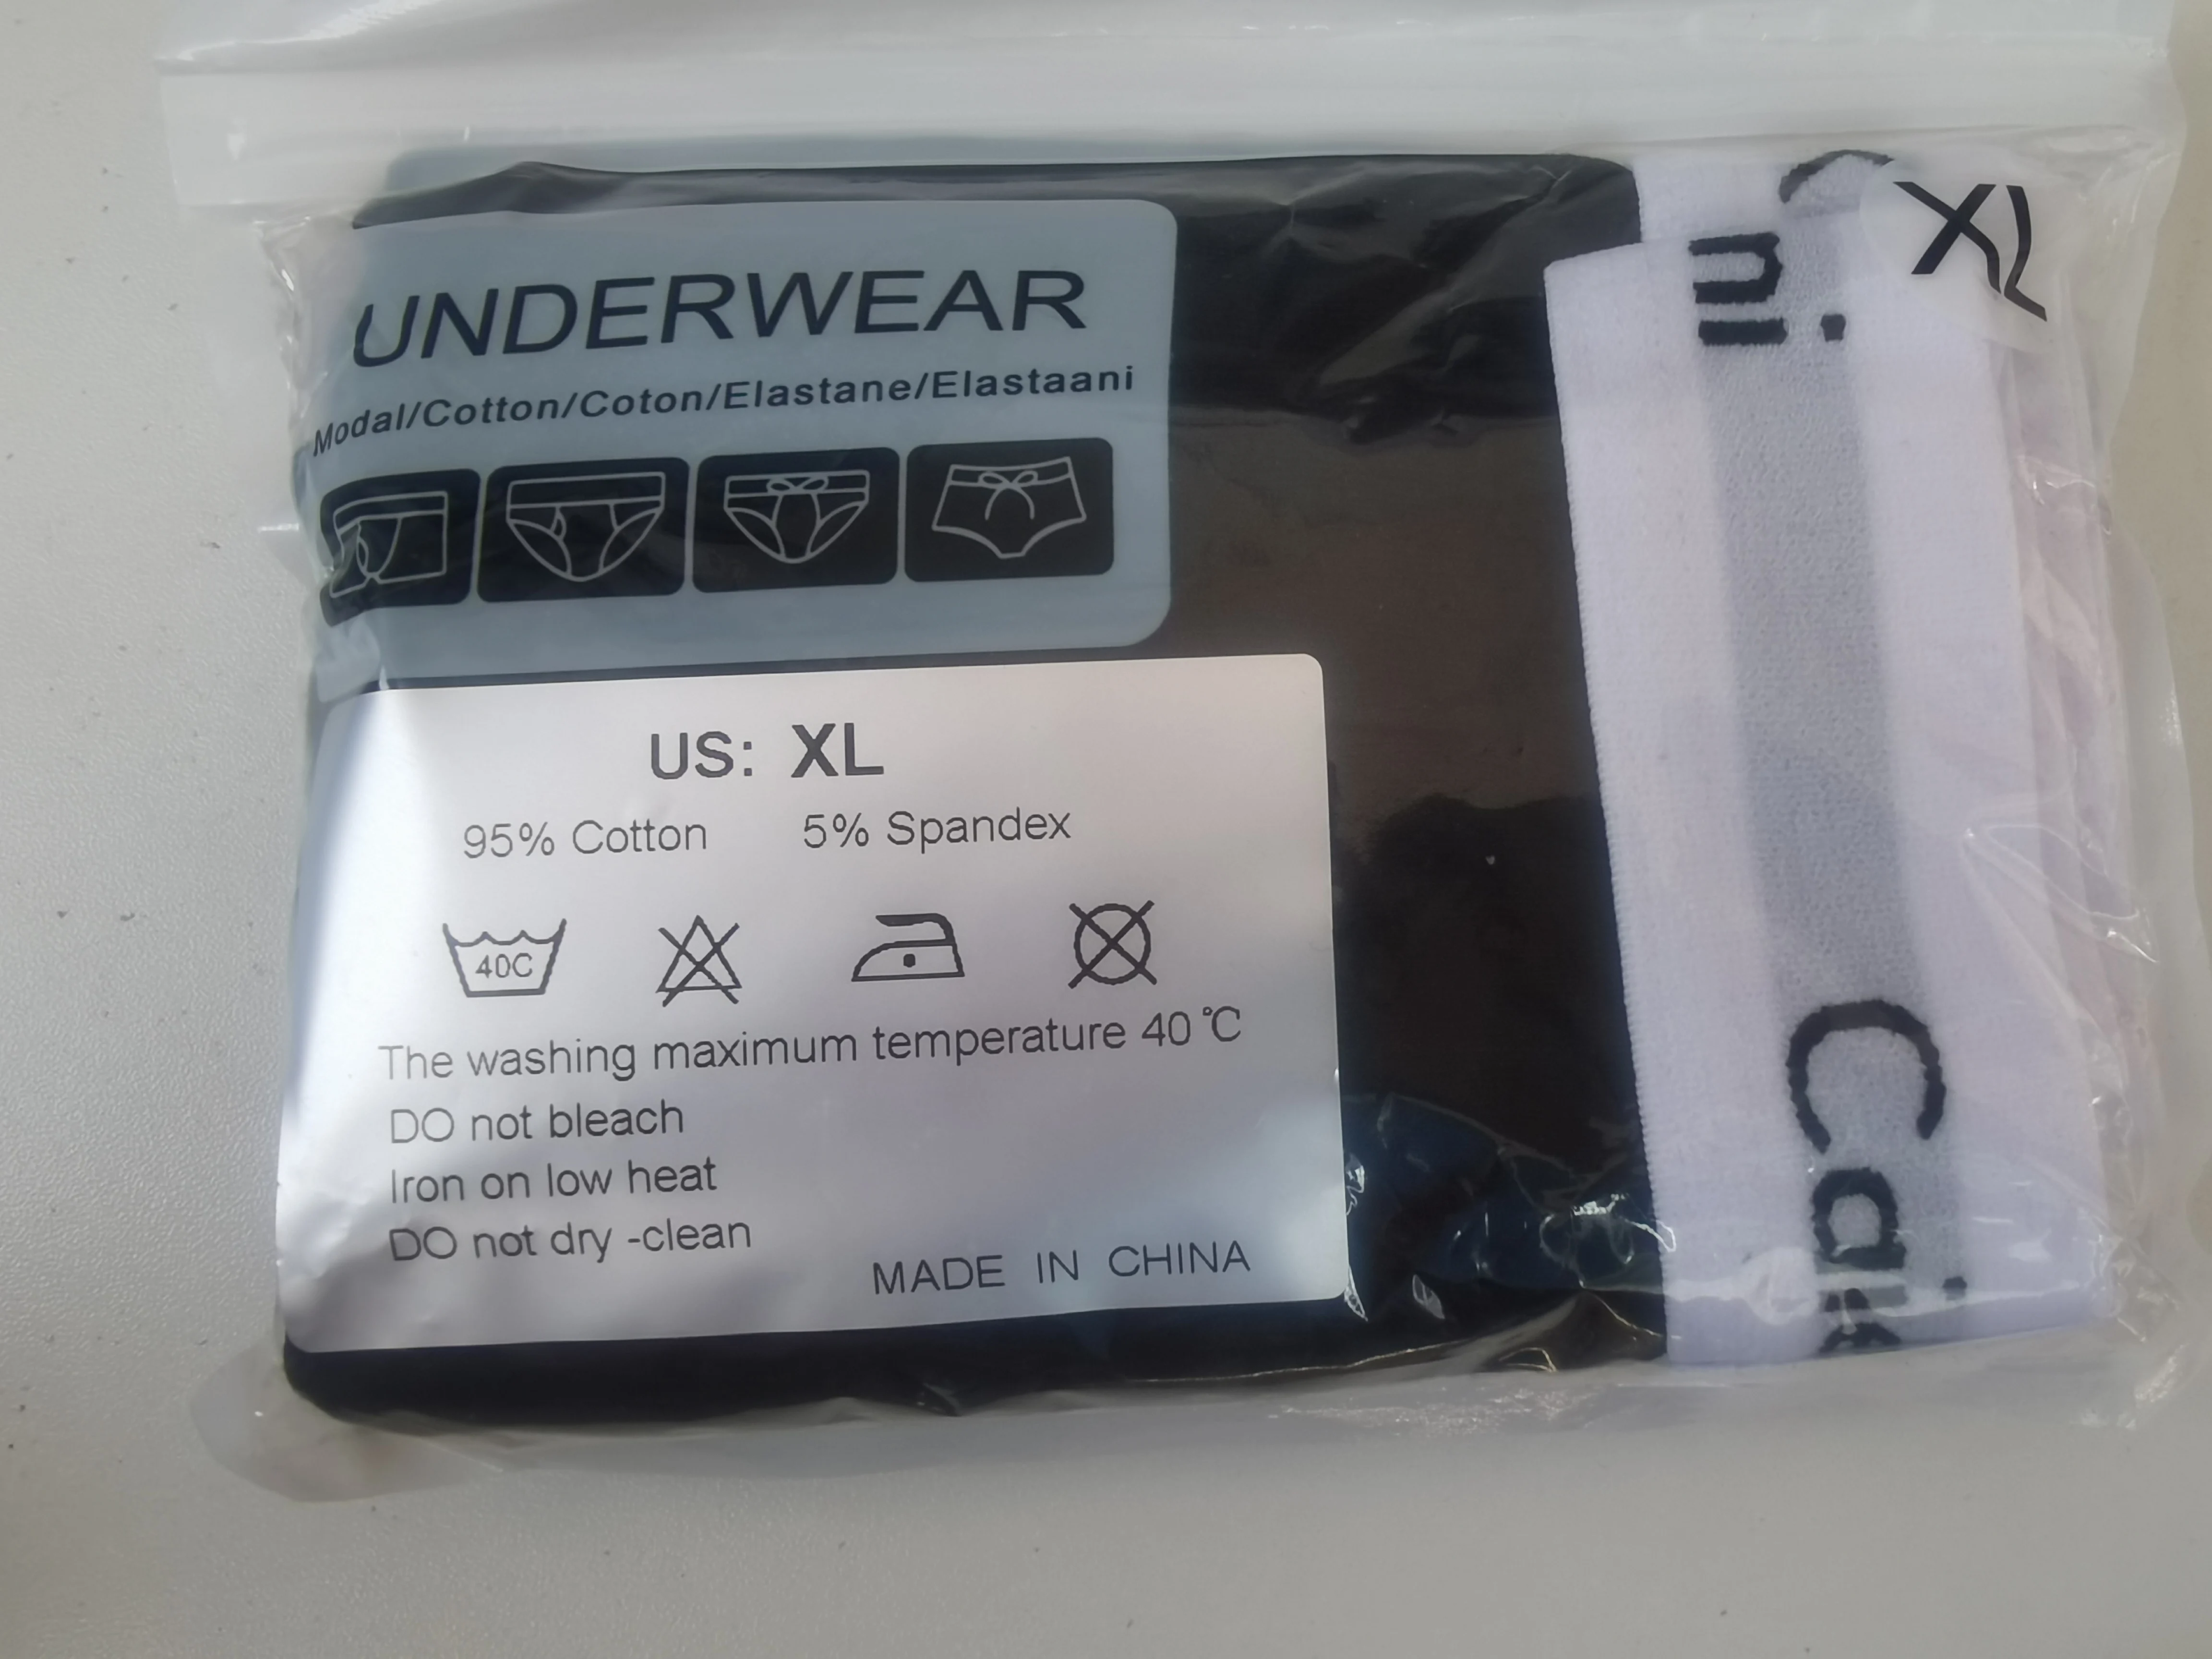 UNDERWEAR
Modal/Cotton/Coton/Elastane/Elastaani
XL
US: XL
95% Cotton 5% Spandex
40C
The washing maximum temperature 40℃
DO not bleach
Iron on low heat
DO not dry -clean
MADE IN CHINA